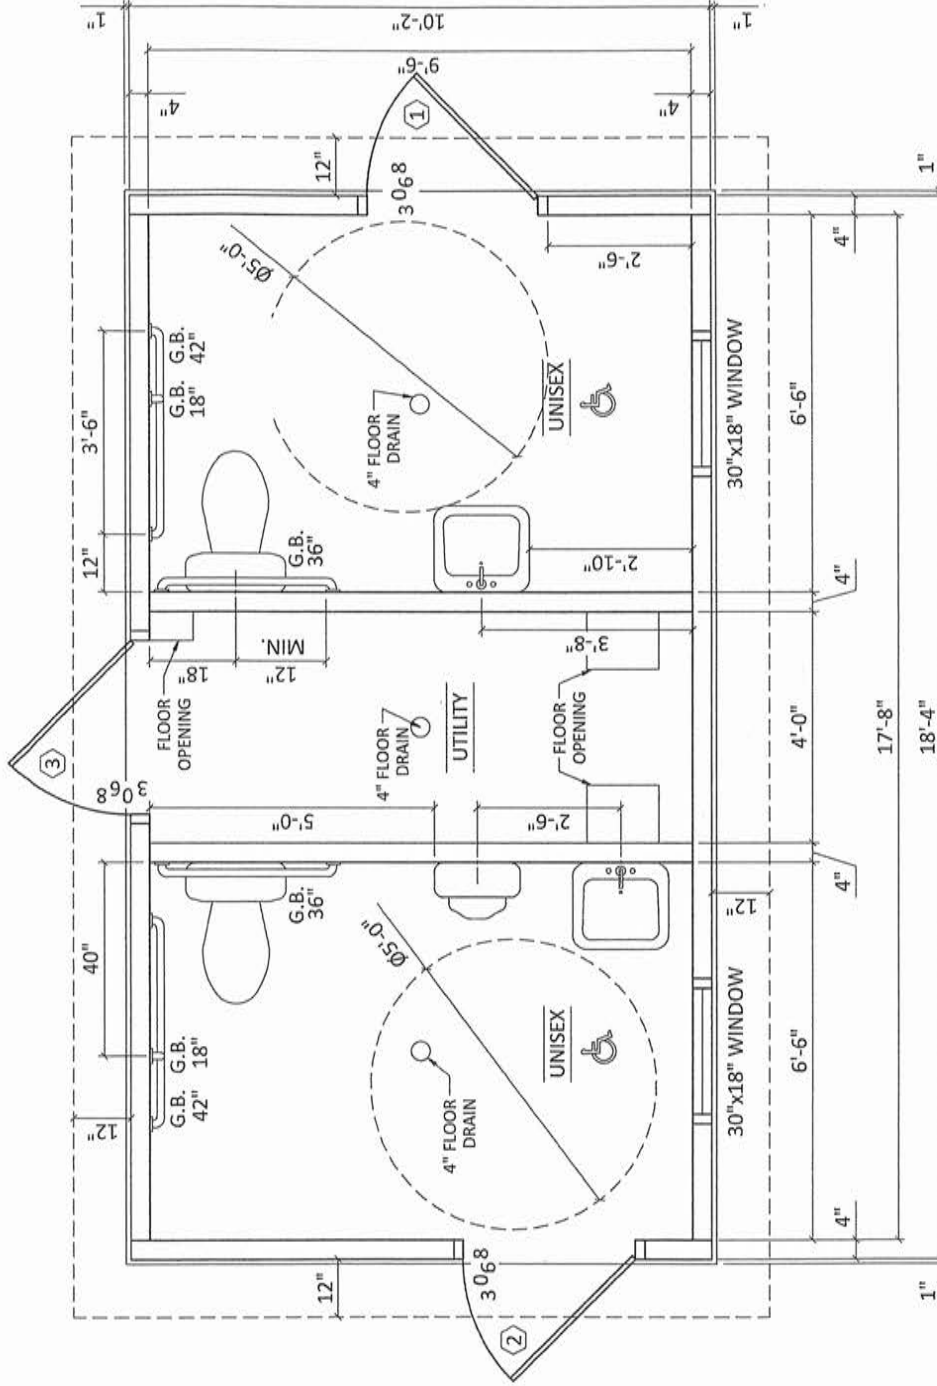 12"
40"
12"
3'-6"
12"
3
3068
G.B.
42"
G.B.
18"
G.B.
18"
G.B.
42"
4"
1"
FLOOR
OPENING
18"
G.B.
36"
G.B.
36"
MIN.
12"
12"
12"
Ø5'-0"
5'-0"
Ø5'-0"
4" FLOOR
DRAIN
4" FLOOR
DRAIN
4" FLOOR
DRAIN
3068
1
9'-6"
10'-2"
3068
2
UNISEX
UTILITY
UNISEX
2'-6"
FLOOR
OPENING
3'-8"
2'-10"
2'-6"
4"
1"
30"x18" WINDOW
12"
30"x18" WINDOW
6'-6"
4'-0"
6'-6"
4"
4"
4"
4"
17'-8"
1"
18'-4"
1"